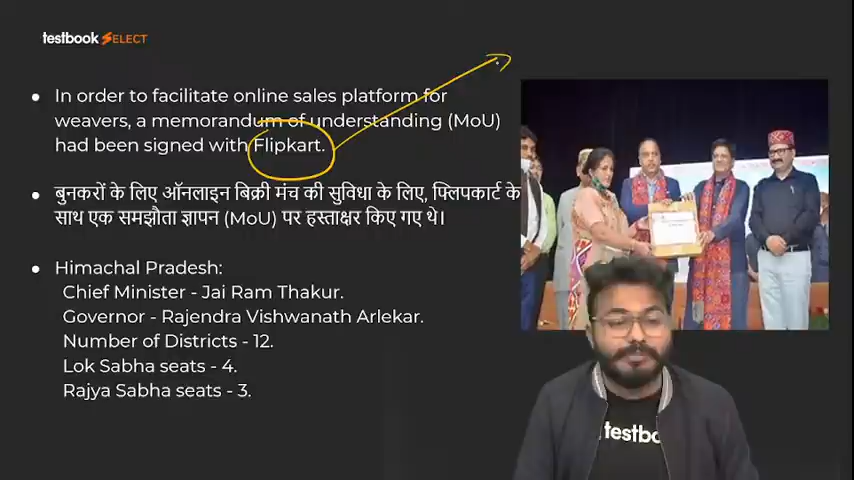 testbook SELECT
In order to facilitate online sales platform for
weavers, a memorandum of understanding (MoU)
had been signed with Flipkart.
बुनकरों के लिए ऑनलाइन बिक्री मंच की सुविधा के लिए, फ्लिपकार्ट के
साथ एक समझौता ज्ञापन (MoU) पर हस्ताक्षर किए गए थे।
Himachal Pradesh:
Chief Minister - Jai Ram Thakur.
Governor - Rajendra Vishwanath Arlekar.
Number of Districts - 12.
Lok Sabha seats - 4.
Rajya Sabha seats - 3.
testbo